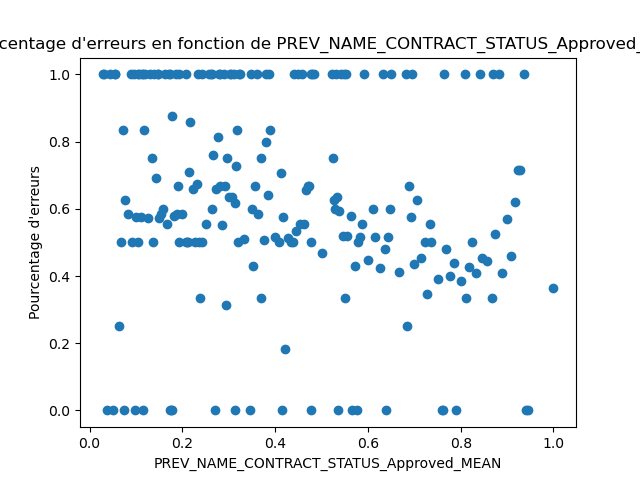 centage d'erreurs en fonction de PREV_NAME_CONTRACT_STATUS_Approved_
1.0
0.8
0.6
0.4
0.2
0.0
Pourcentage d'erreurs
0.0 0.2 0.4 0.6 0.8 1.0
PREV_NAME_CONTRACT_STATUS_Approved_MEAN